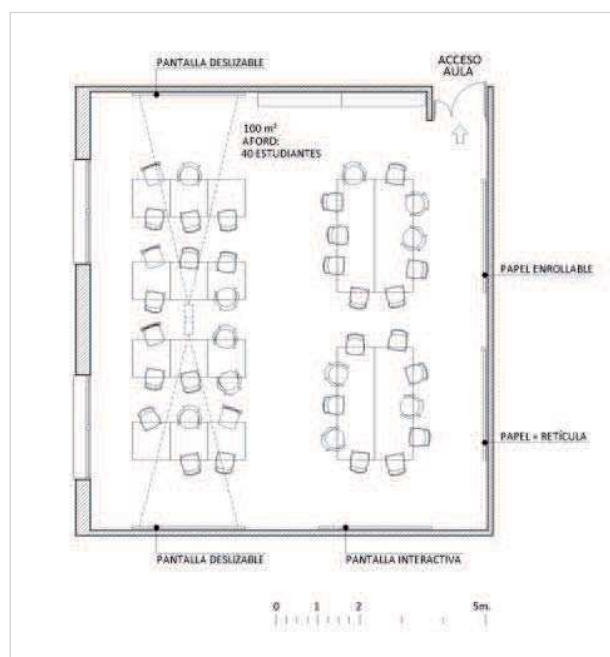 PANTALLA DESLIZABLE
ACCESO
AULA
100 m²
AFORD:
40 ESTUDIANTES
PAPEL ENROLLABLE
PAPEL + RETÍCULA
PANTALLA DESLIZABLE
PANTALLA INTERACTIVA
0 1 2 5m.